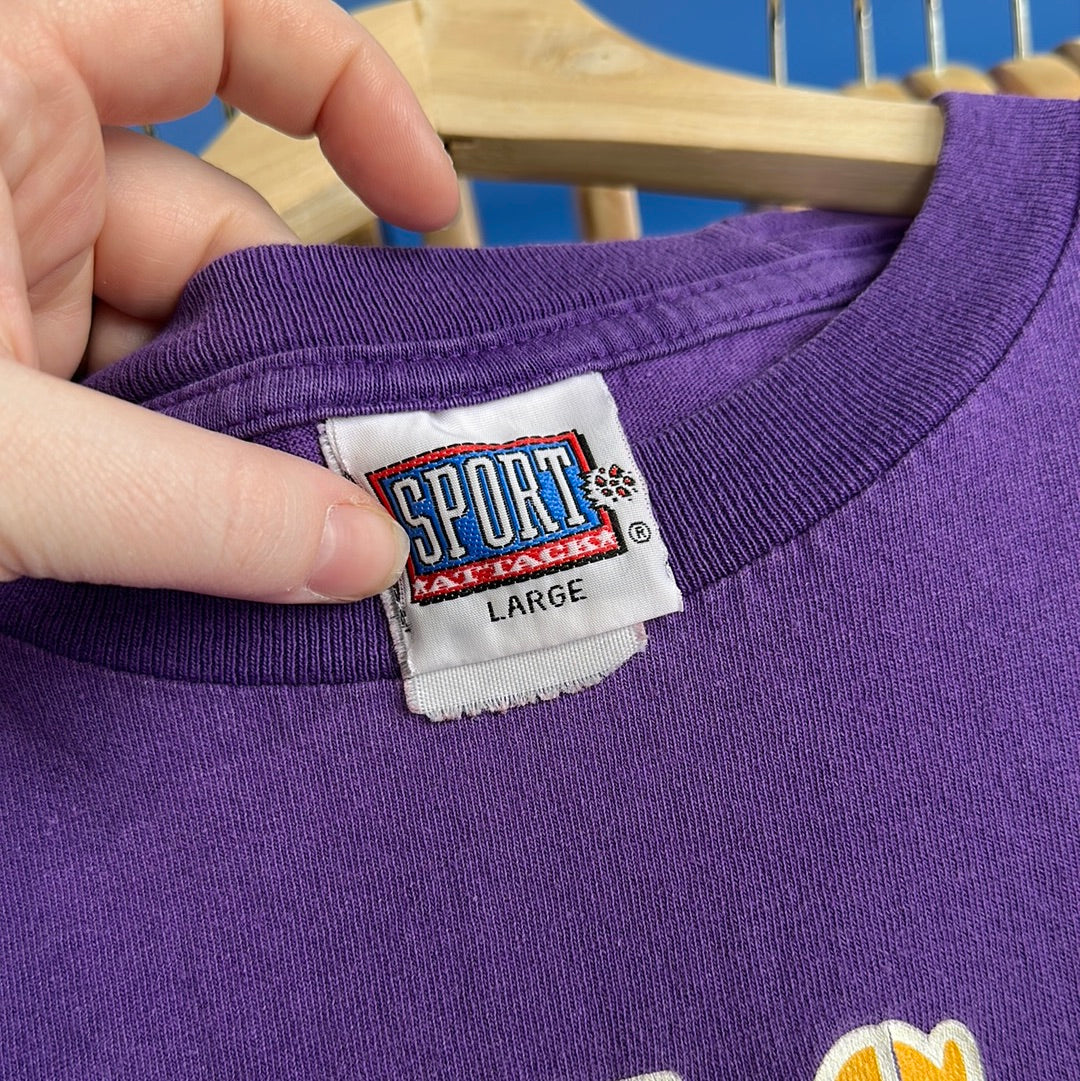 SPORT
ATTACK
®
LARGE